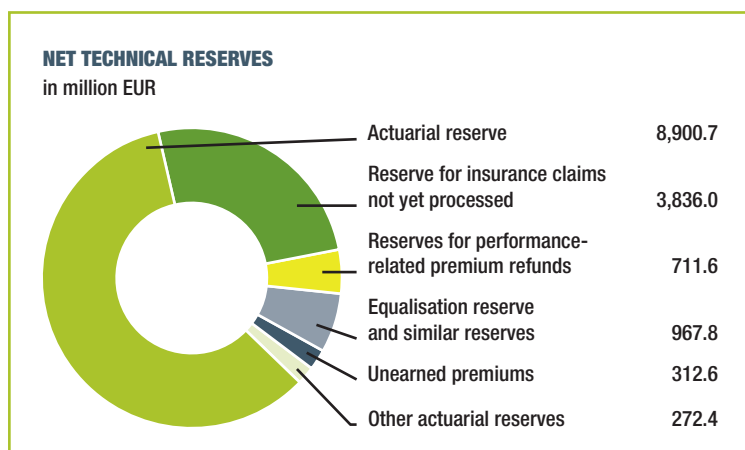 NET TECHNICAL RESERVES
in million EUR
Actuarial reserve 8,900.7
Reserve for insurance claims
not yet processed 3,836.0
Reserves for performance-
related premium refunds 711.6
Equalisation reserve
and similar reserves 967.8
Unearned premiums 312.6
Other actuarial reserves 272.4